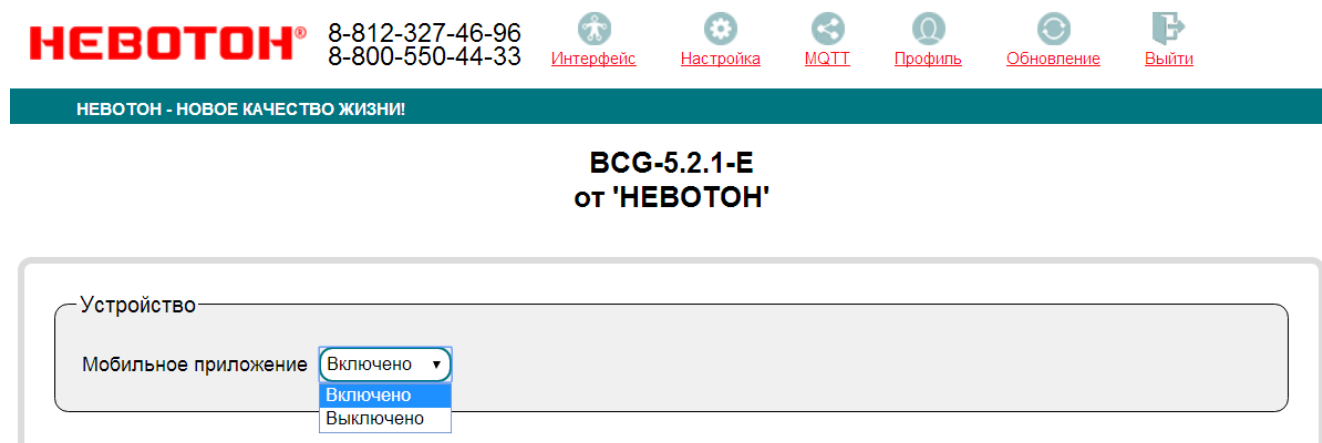 НЕВОТОН®
8-812-327-46-96
8-800-550-44-33
Интерфейс
Настройка
MQTT
Профиль
Обновление
Выйти
НЕВОТОН - НОВОЕ КАЧЕСТВО ЖИЗНИ!
BCG-5.2.1-E
от 'НЕВОТОН'
Устройство
Мобильное приложение Включено
Включено
Выключено